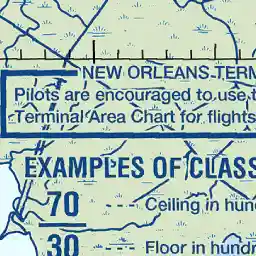 NEW ORLEANS TERM
Pilots are encouraged to use t
Terminal Area Chart for flights
EXAMPLES OF CLASS
70 --- Ceiling in hun
30 --- Floor in hundr